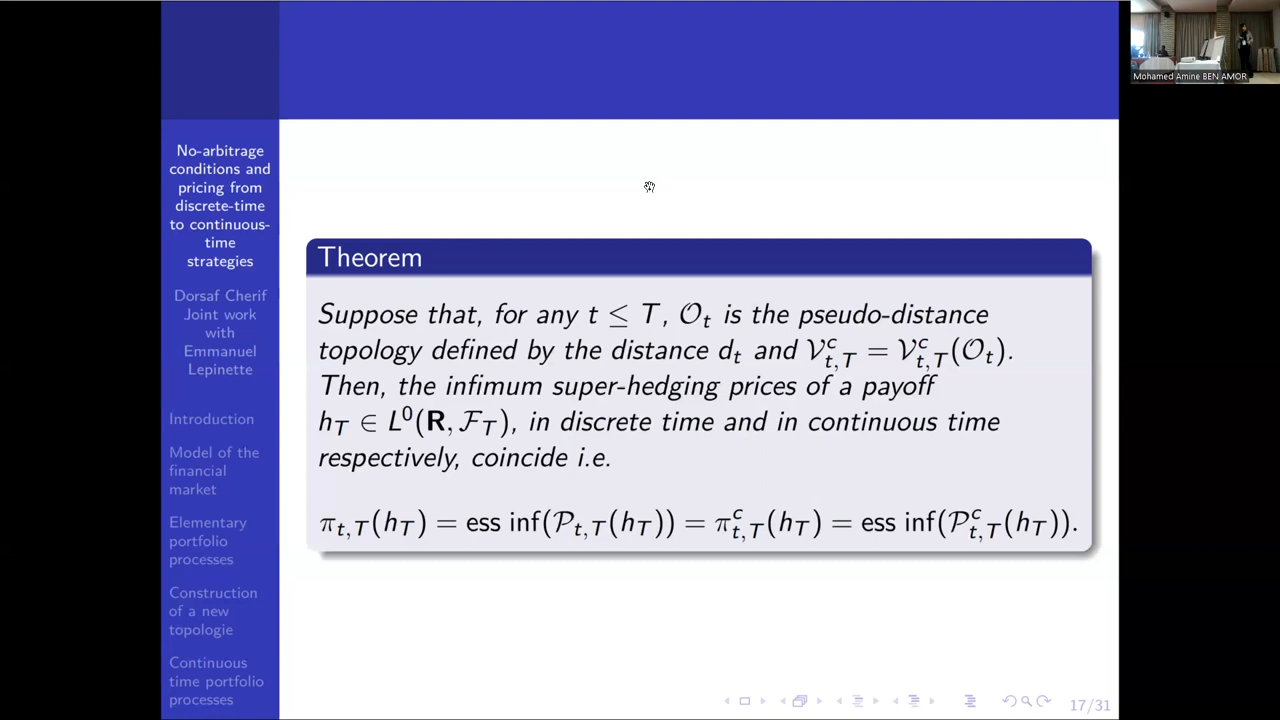 Mohamed Amine BEN AMOR
No-arbitrage
conditions and
pricing from
discrete-time
to continuous-
time
strategies
Dorsaf Cherif
Joint work
with
Emmanuel
Lepinette
Introduction
Model of the
financial
market
Elementary
portfolio
processes
Construction
of a new
topologie
Continuous
time portfolio
processes
Theorem
Suppose that, for any t ≤ T, 𝒪_t is the pseudo-distance
topology defined by the distance d_t and 𝒱^c_{t,T} = 𝒱^c_{t,T}(𝒪_t).
Then, the infimum super-hedging prices of a payoff
h_T ∈ L^0(𝐑, ℱ_T), in discrete time and in continuous time
respectively, coincide i.e.
π_{t,T}(h_T) = ess inf(𝒫_{t,T}(h_T)) = π^c_{t,T}(h_T) = ess inf(𝒫^c_{t,T}(h_T)).
17/31